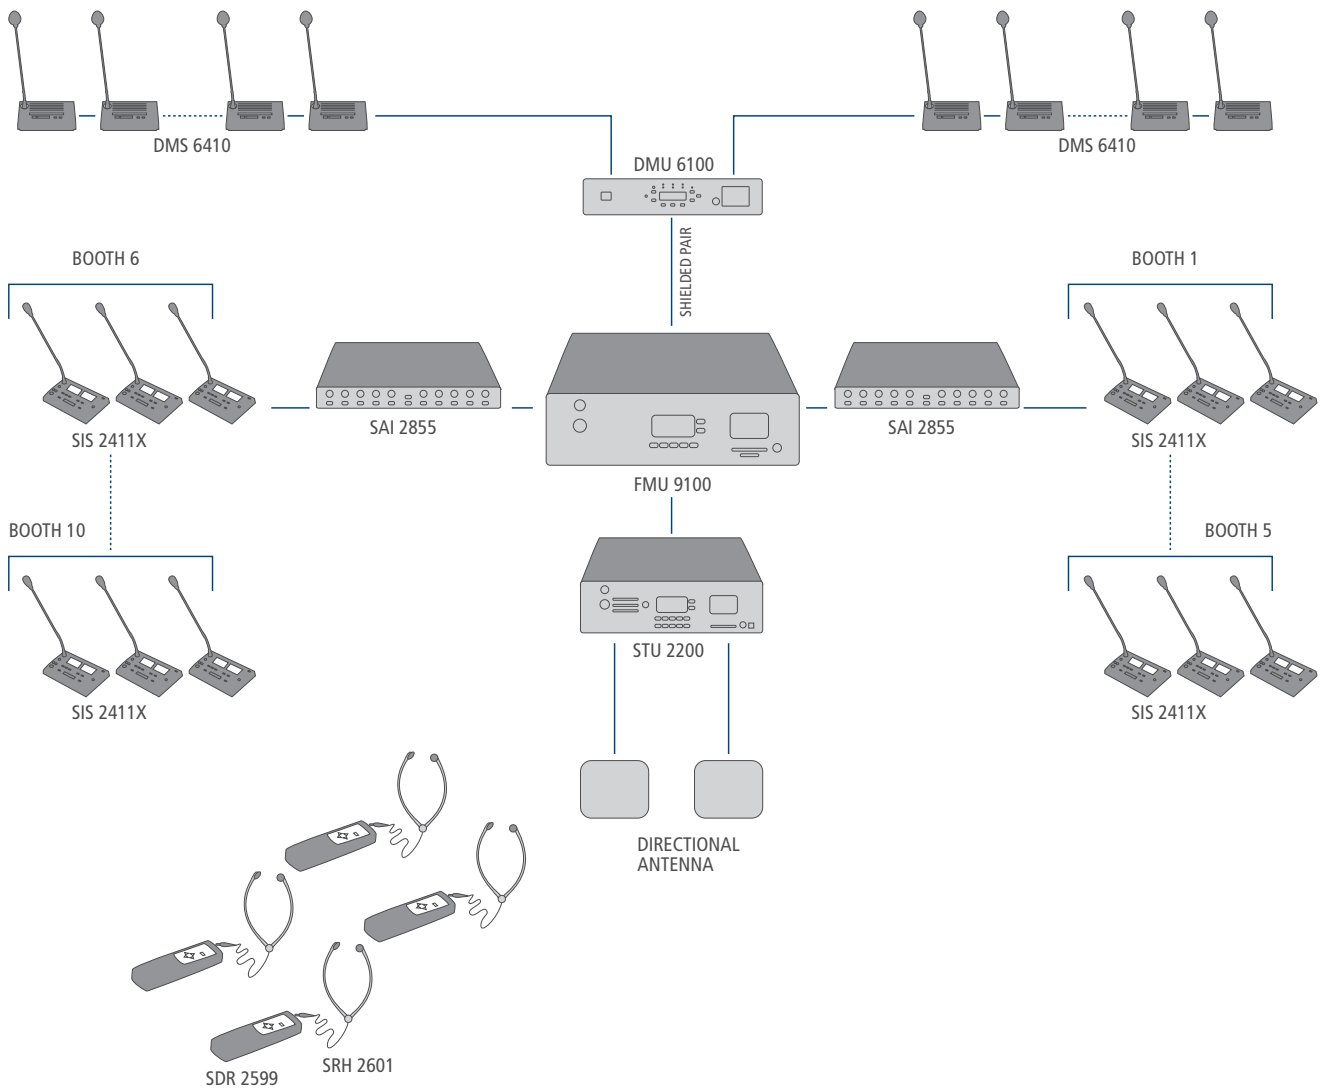 DMS 6410
DMS 6410
DMU 6100
SHIELDED PAIR
BOOTH 6
BOOTH 1
SAI 2855
SAI 2855
SIS 2411X
SIS 2411X
FMU 9100
BOOTH 10
BOOTH 5
STU 2200
SIS 2411X
SIS 2411X
DIRECTIONAL
ANTENNA
SRH 2601
SDR 2599